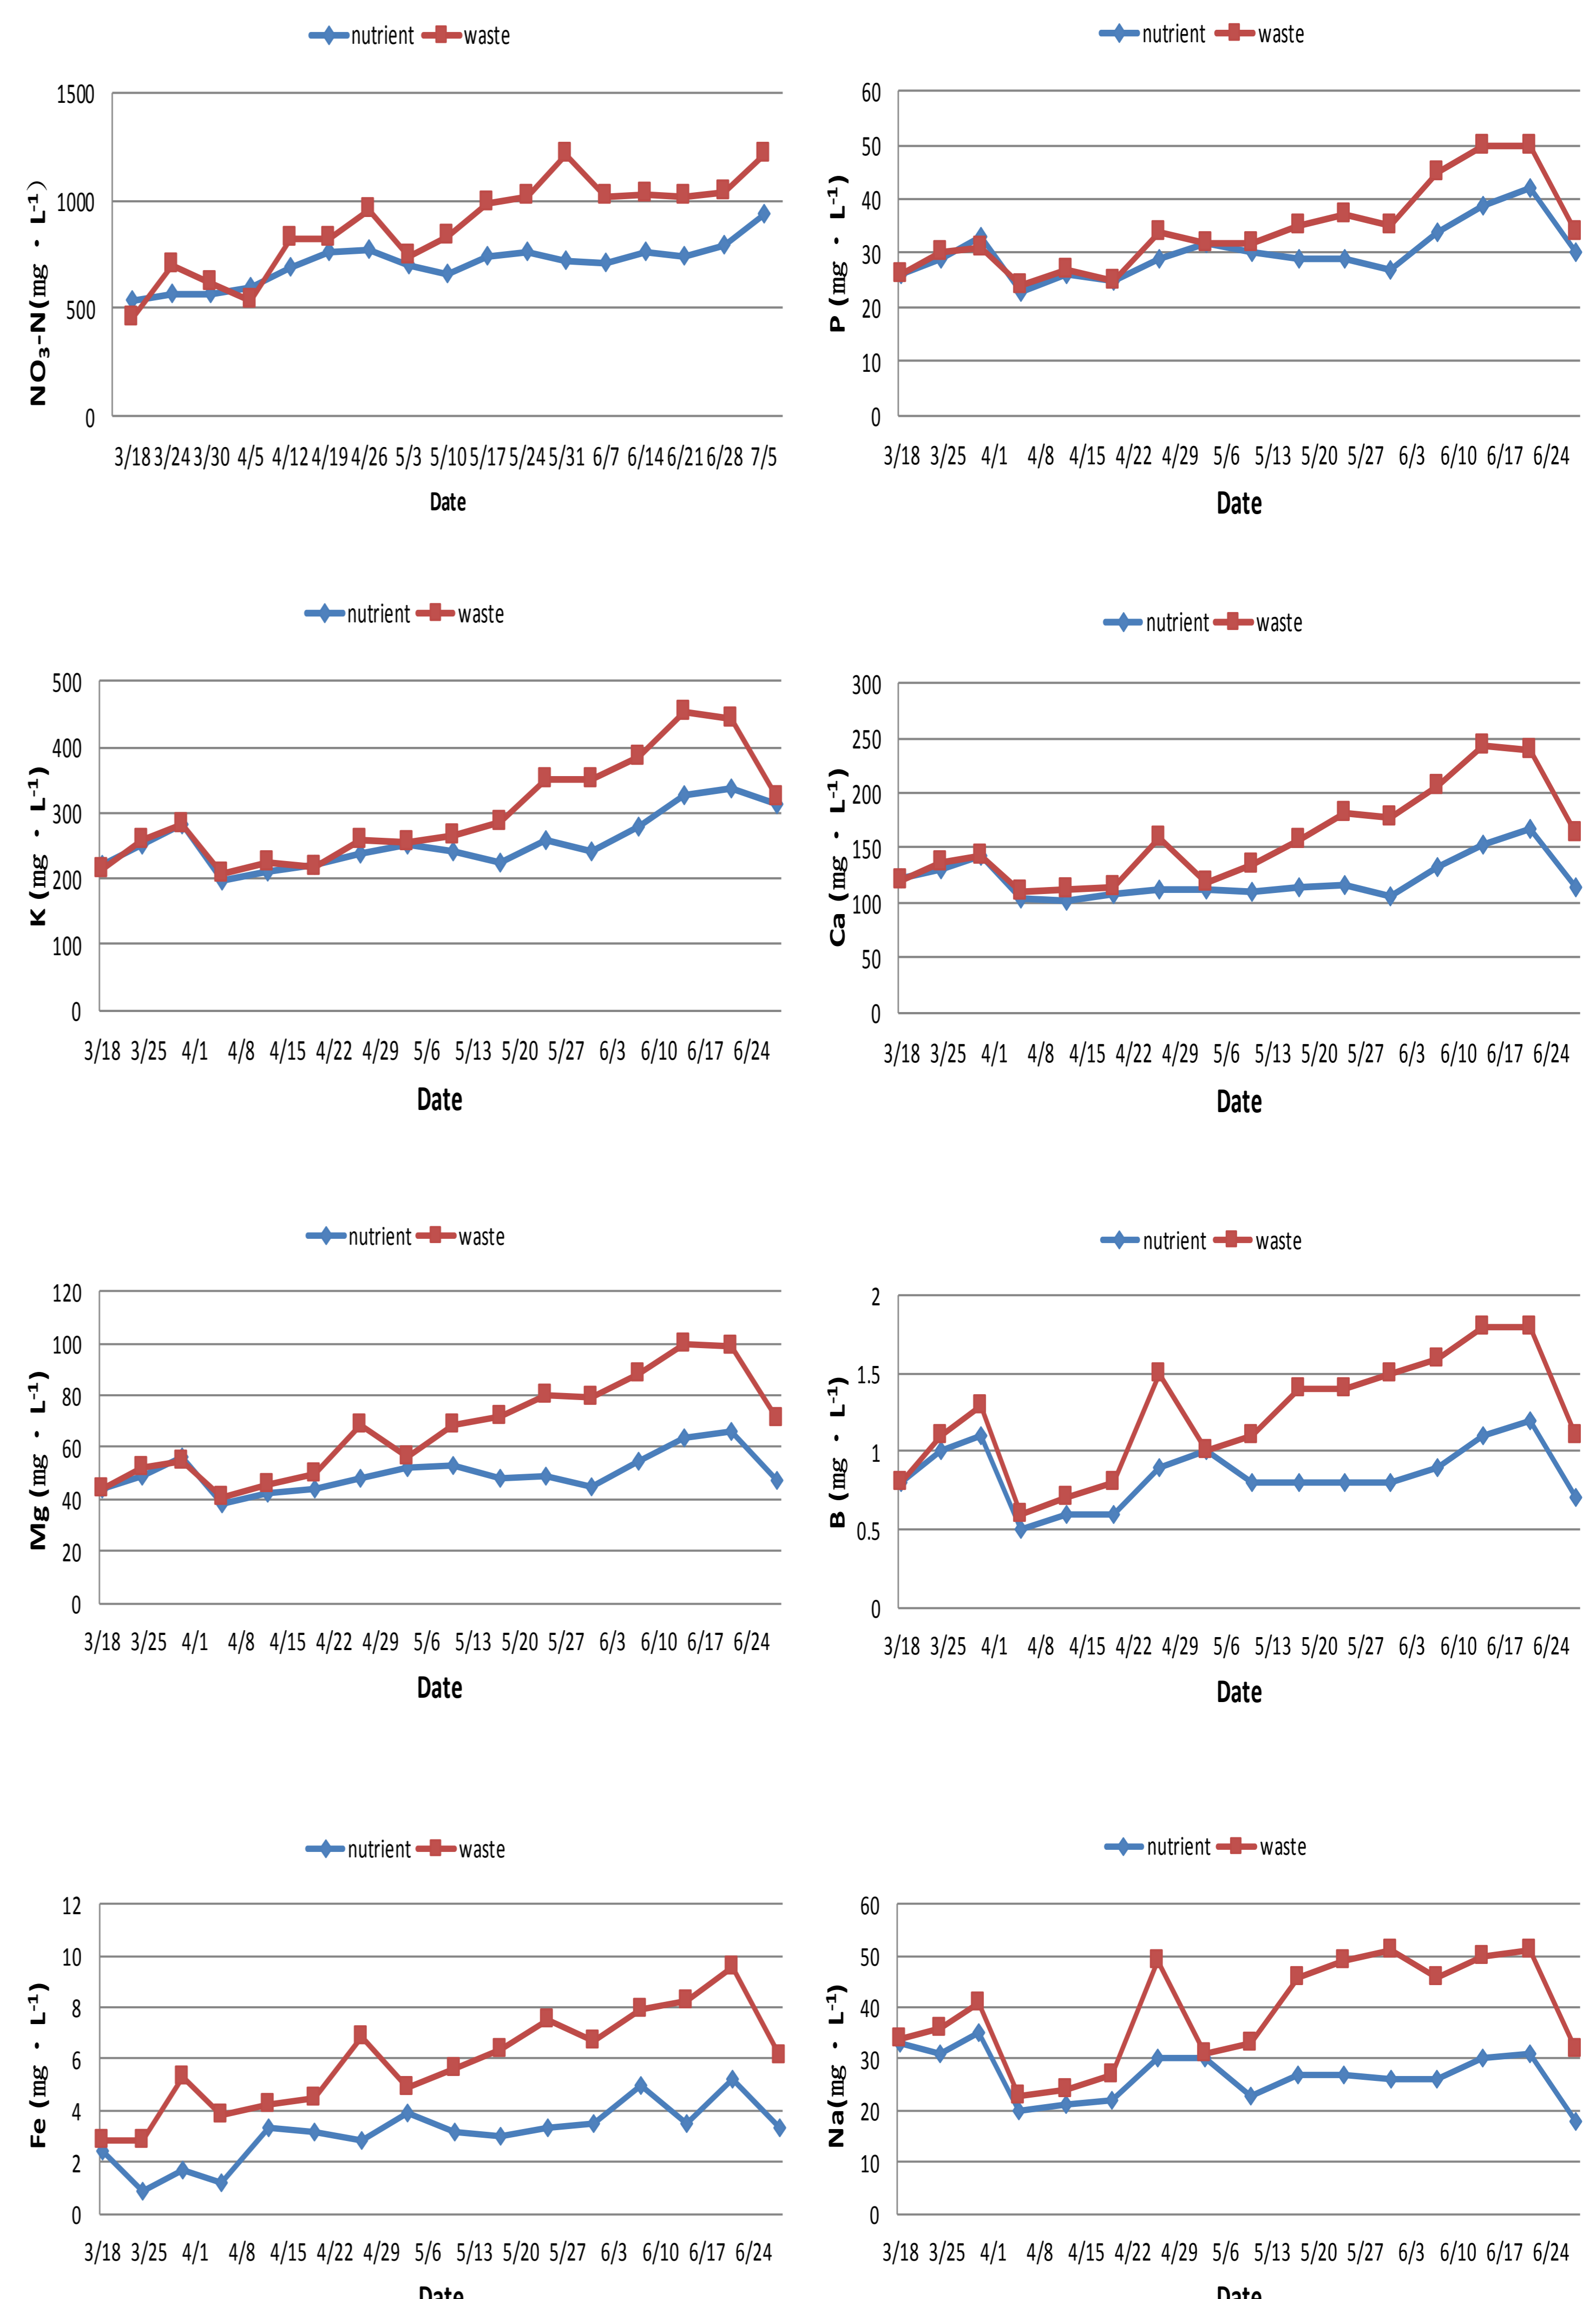 nutrient waste
1500
1000
500
0
NO₃-N(mg · L⁻¹)
3/18 3/24 3/30 4/5 4/12 4/19 4/26 5/3 5/10 5/17 5/24 5/31 6/7 6/14 6/21 6/28 7/5
Date
nutrient waste
60
50
40
30
20
10
0
P (mg · L⁻¹)
3/18 3/25 4/1 4/8 4/15 4/22 4/29 5/6 5/13 5/20 5/27 6/3 6/10 6/17 6/24
Date
nutrient waste
500
400
300
200
100
0
K (mg · L⁻¹)
3/18 3/25 4/1 4/8 4/15 4/22 4/29 5/6 5/13 5/20 5/27 6/3 6/10 6/17 6/24
Date
nutrient waste
300
250
200
150
100
50
0
Ca (mg · L⁻¹)
3/18 3/25 4/1 4/8 4/15 4/22 4/29 5/6 5/13 5/20 5/27 6/3 6/10 6/17 6/24
Date
nutrient waste
120
100
80
60
40
20
0
Mg (mg · L⁻¹)
3/18 3/25 4/1 4/8 4/15 4/22 4/29 5/6 5/13 5/20 5/27 6/3 6/10 6/17 6/24
Date
nutrient waste
2
1.5
1
0.5
0
B (mg · L⁻¹)
3/18 3/25 4/1 4/8 4/15 4/22 4/29 5/6 5/13 5/20 5/27 6/3 6/10 6/17 6/24
Date
nutrient waste
12
10
8
6
4
2
0
Fe (mg · L⁻¹)
3/18 3/25 4/1 4/8 4/15 4/22 4/29 5/6 5/13 5/20 5/27 6/3 6/10 6/17 6/24
Date
nutrient waste
60
50
40
30
20
10
0
Na(mg · L⁻¹)
3/18 3/25 4/1 4/8 4/15 4/22 4/29 5/6 5/13 5/20 5/27 6/3 6/10 6/17 6/24
Date